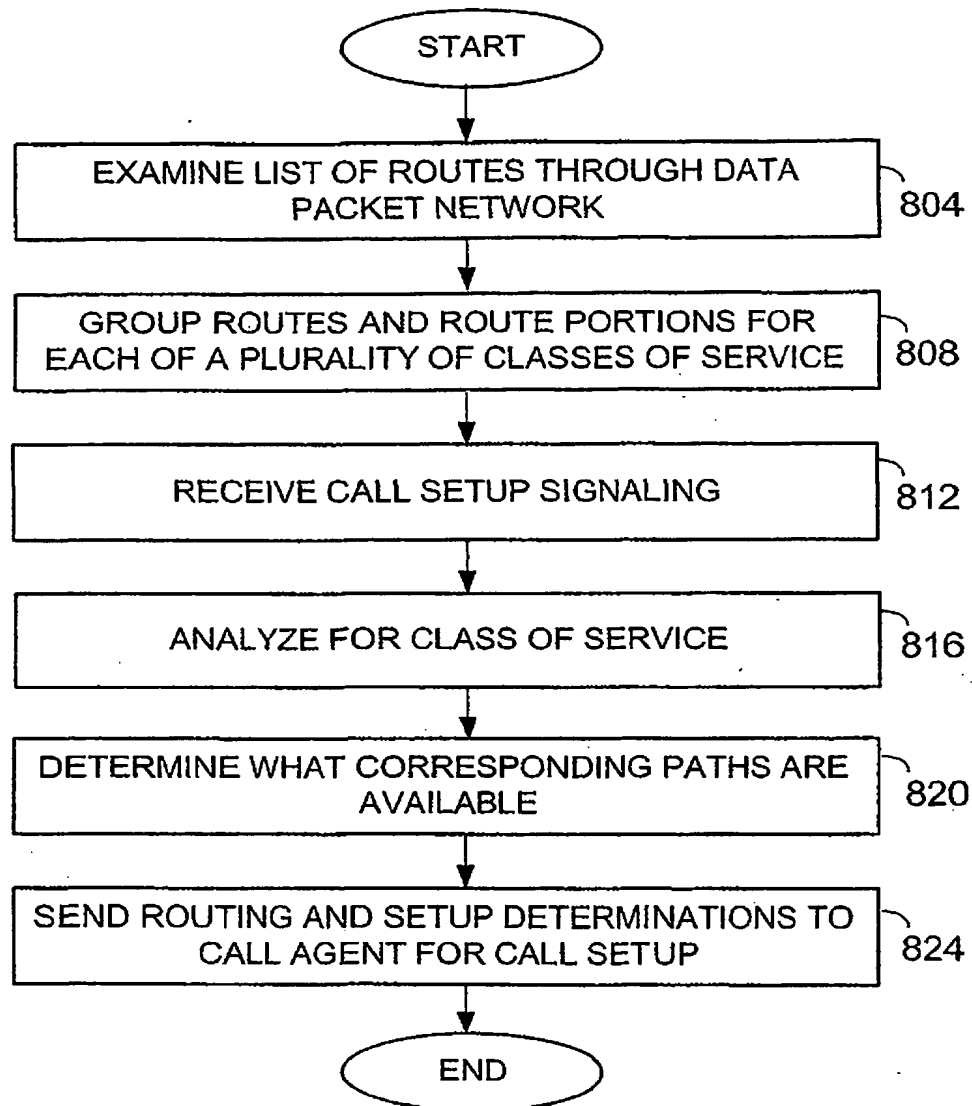 START
EXAMINE LIST OF ROUTES THROUGH DATA
PACKET NETWORK
804
GROUP ROUTES AND ROUTE PORTIONS FOR
EACH OF A PLURALITY OF CLASSES OF SERVICE
808
RECEIVE CALL SETUP SIGNALING
812
ANALYZE FOR CLASS OF SERVICE
816
DETERMINE WHAT CORRESPONDING PATHS ARE
AVAILABLE
820
SEND ROUTING AND SETUP DETERMINATIONS TO
CALL AGENT FOR CALL SETUP
824
END